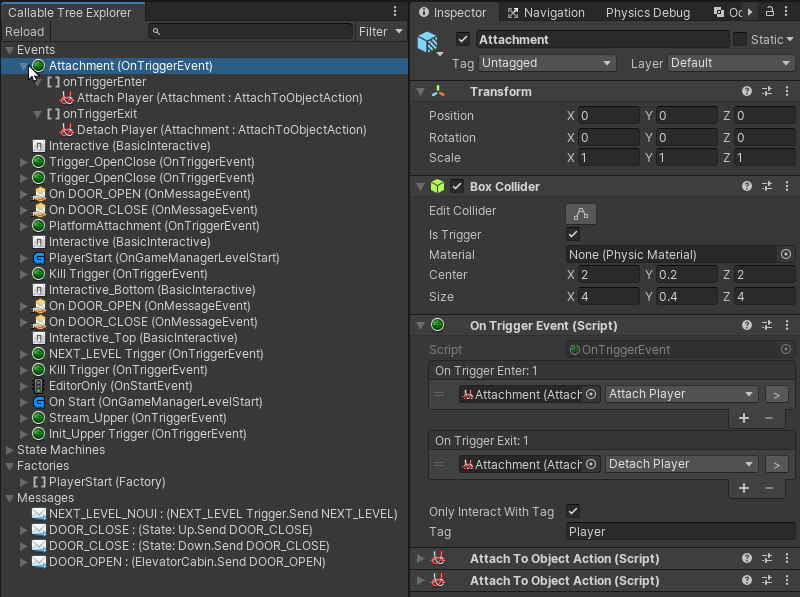 Callable Tree Explorer
Reload
Filter
Events
Attachment (OnTriggerEvent)
[ ] onTriggerEnter
Attach Player (Attachment : AttachToObjectAction)
[ ] onTriggerExit
Detach Player (Attachment : AttachToObjectAction)
Interactive (BasicInteractive)
Trigger_OpenClose (OnTriggerEvent)
Trigger_OpenClose (OnTriggerEvent)
On DOOR_OPEN (OnMessageEvent)
On DOOR_CLOSE (OnMessageEvent)
PlatformAttachment (OnTriggerEvent)
Interactive (BasicInteractive)
PlayerStart (OnGameManagerLevelStart)
Kill Trigger (OnTriggerEvent)
Interactive_Bottom (BasicInteractive)
On DOOR_OPEN (OnMessageEvent)
On DOOR_CLOSE (OnMessageEvent)
Interactive_Top (BasicInteractive)
NEXT_LEVEL Trigger (OnTriggerEvent)
Kill Trigger (OnTriggerEvent)
EditorOnly (OnStartEvent)
On Start (OnGameManagerLevelStart)
Stream_Upper (OnTriggerEvent)
Init_Upper Trigger (OnTriggerEvent)
State Machines
Factories
[ ] PlayerStart (Factory)
Messages
NEXT_LEVEL_NOUI : (NEXT_LEVEL Trigger.Send NEXT_LEVEL)
DOOR_CLOSE : (State: Up.Send DOOR_CLOSE)
DOOR_CLOSE : (State: Down.Send DOOR_CLOSE)
DOOR_OPEN : (ElevatorCabin.Send DOOR_OPEN)
Inspector Navigation Physics Debug Oc
Attachment Static
Tag Untagged Layer Default
Transform
Position X 0 Y 0 Z 0
Rotation X 0 Y 0 Z 0
Scale X 1 Y 1 Z 1
Box Collider
Edit Collider
Is Trigger
Material None (Physic Material)
Center X 2 Y 0.2 Z 2
Size X 4 Y 0.4 Z 4
On Trigger Event (Script)
Script OnTriggerEvent
On Trigger Enter: 1
= Attachment (Attach Attach Player >
+ −
On Trigger Exit: 1
= Attachment (Attach Detach Player >
+ −
Only Interact With Tag
Tag Player
Attach To Object Action (Script)
Attach To Object Action (Script)